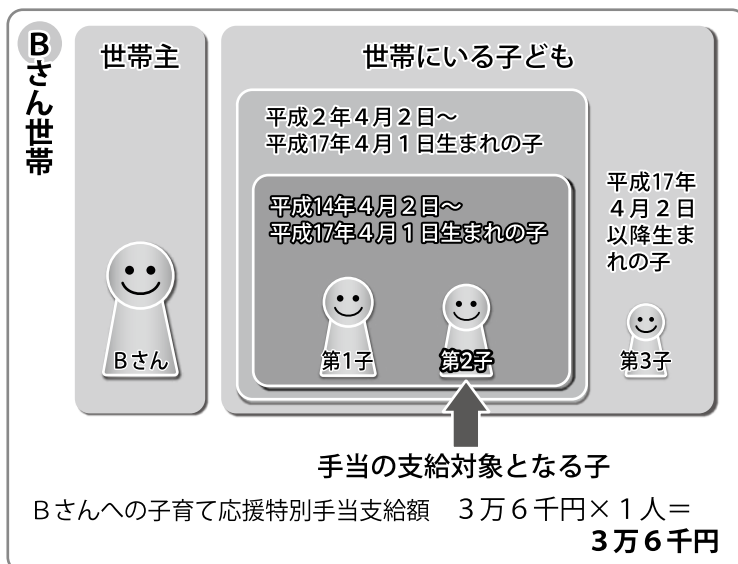 Bさん世帯
世帯主
世帯にいる子ども
平成2年4月2日～
平成17年4月1日生まれの子
平成14年4月2日～
平成17年4月1日生まれの子
平成17年
4月2日
以降生ま
れの子
Bさん
第1子
第2子
第3子
手当の支給対象となる子
Bさんへの子育て応援特別手当支給額　3万6千円×1人＝
3万6千円